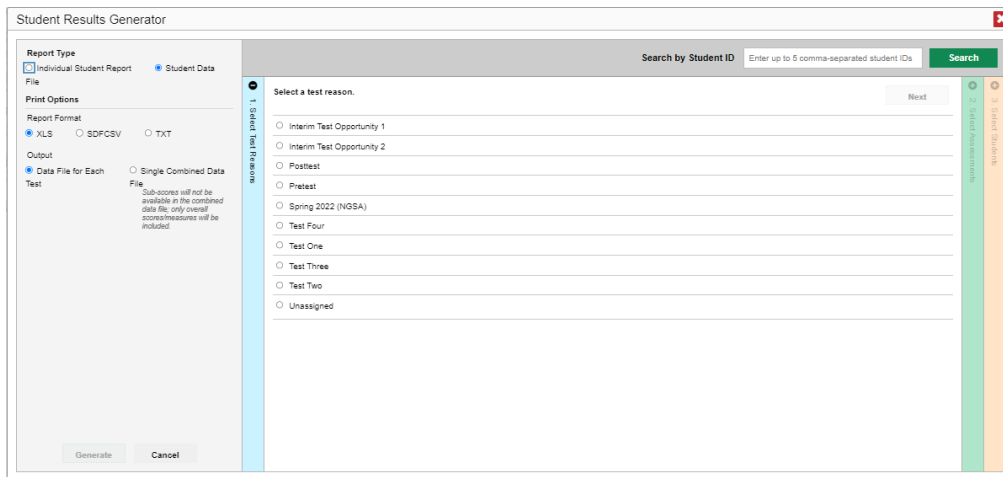 Student Results Generator
Report Type
Individual Student Report
Student Data
File
Print Options
Report Format
XLS
SDFCSV
TXT
Output
Data File for Each
Test
Single Combined Data
File
Sub-scores will not be
available in the combined
data file; only overall
scores/measures will be
included.
Generate
Cancel
Search by Student ID
Enter up to 5 comma-separated student IDs
Search
1. Select Test Reasons
Select a test reason.
Next
Interim Test Opportunity 1
Interim Test Opportunity 2
Posttest
Pretest
Spring 2022 (NGSA)
Test Four
Test One
Test Three
Test Two
Unassigned
2. Select Assessments
3. Select Students